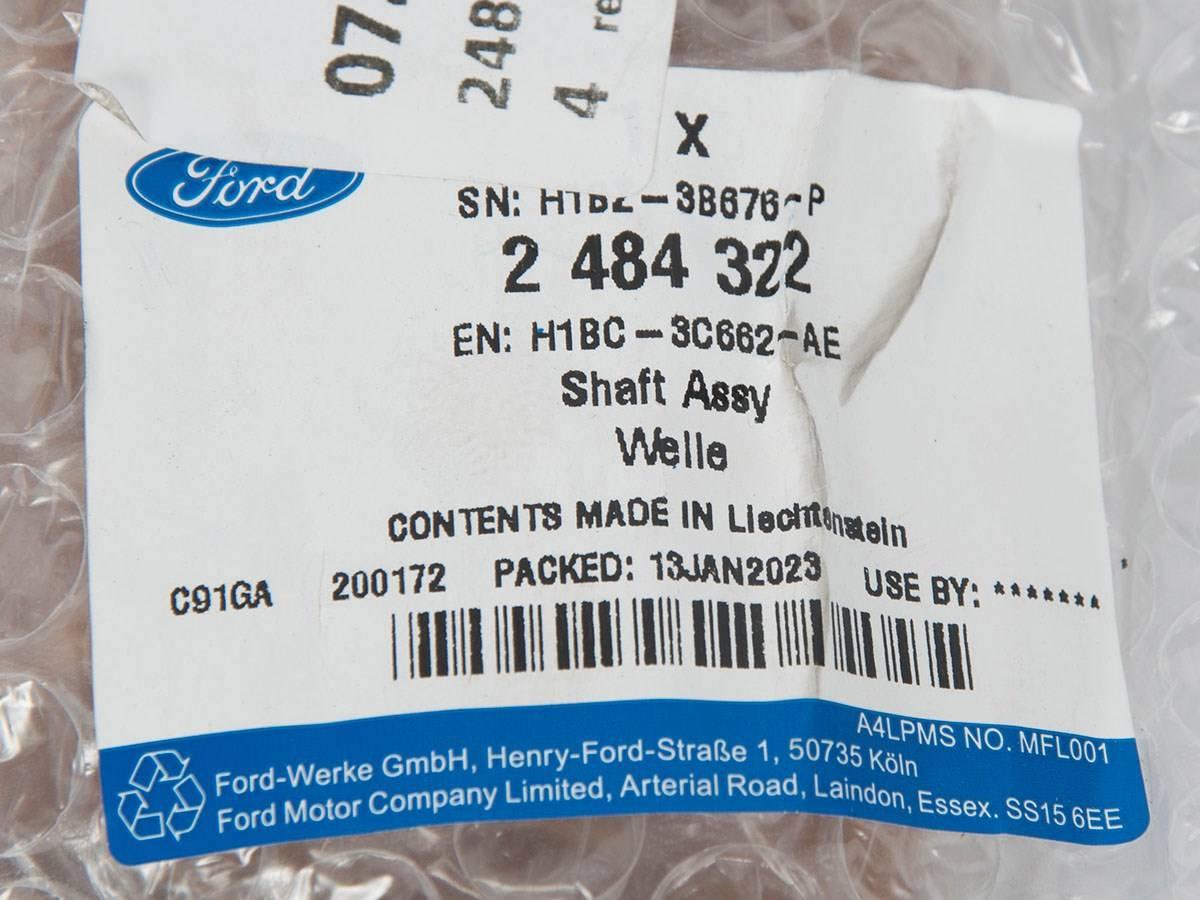 07
248
4 re
X
Ford
SN: H1BZ-3B676-P
2 484 322
EN: H1BC-3C662-AE
Shaft Assy
Welle
CONTENTS MADE IN Liechtenstein
C91GA 200172 PACKED: 13JAN2023 USE BY: *******
A4LPMS NO. MFL001
Ford-Werke GmbH, Henry-Ford-Straße 1, 50735 Köln
Ford Motor Company Limited, Arterial Road, Laindon, Essex. SS15 6EE